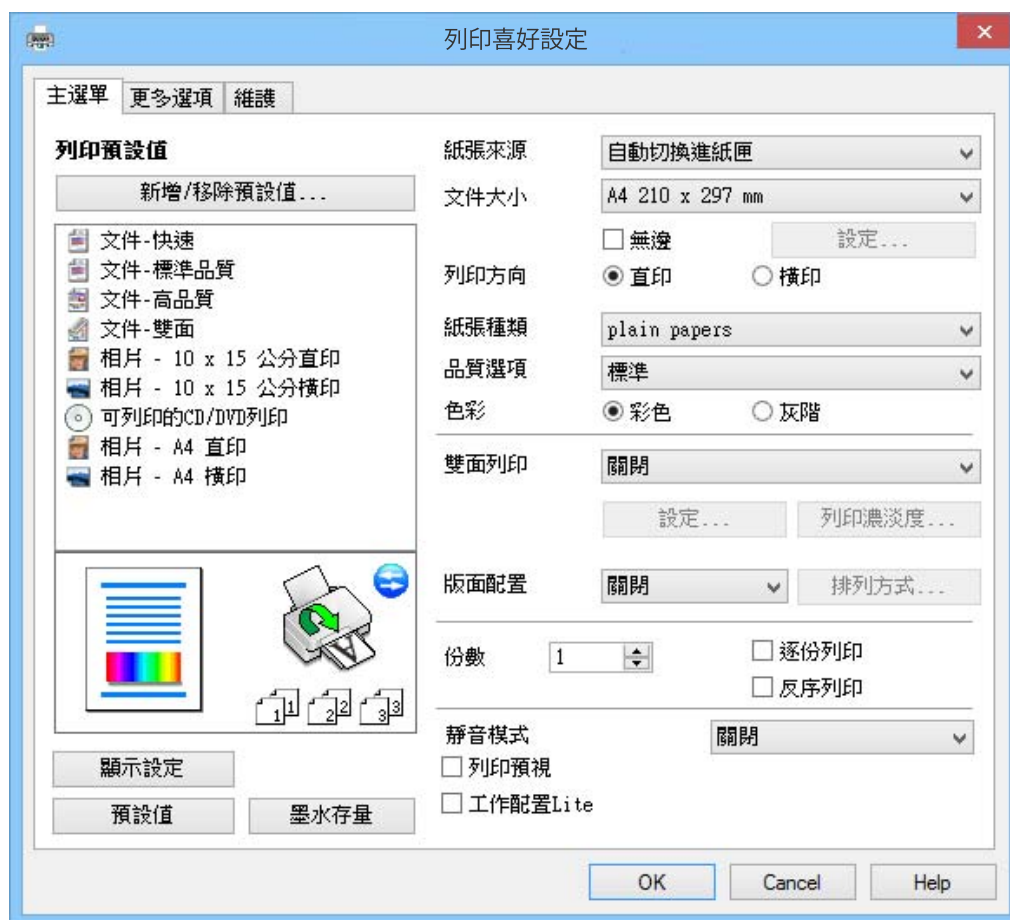 列印喜好設定
主選單 更多選項 維護
列印預設值
新增/移除預設值...
文件-快速
文件-標準品質
文件-高品質
文件-雙面
相片 - 10 x 15 公分直印
相片 - 10 x 15 公分橫印
可列印的CD/DVD列印
相片 - A4 直印
相片 - A4 橫印
1 1 2 2 3 3
顯示設定
預設值 墨水存量
紙張來源 自動切換進紙匣
文件大小 A4 210 x 297 mm
無邊 設定...
列印方向 直印 橫印
紙張種類 plain papers
品質選項 標準
色彩 彩色 灰階
雙面列印 關閉
設定... 列印濃淡度...
版面配置 關閉 排列方式...
份數 1 逐份列印
反序列印
靜音模式 關閉
列印預視
工作配置Lite
OK Cancel Help